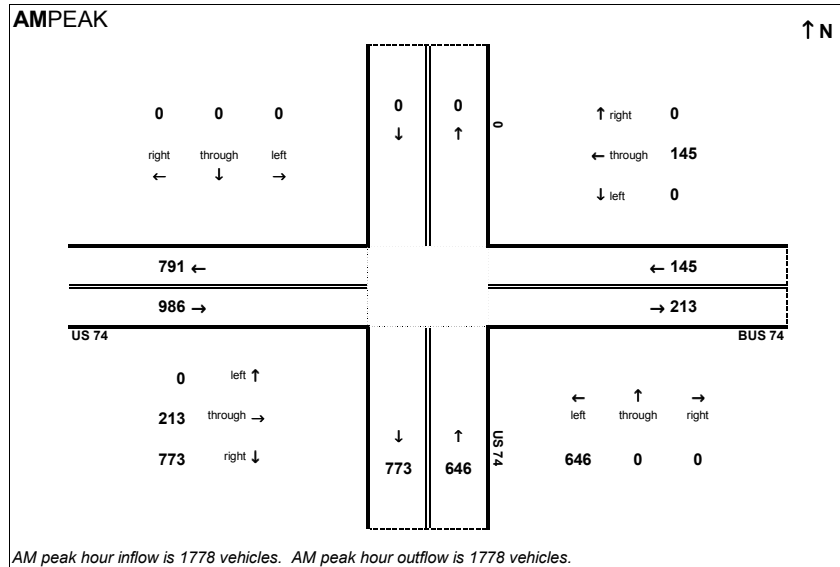 AMPEAK
↑ N
0 0 0
right through left
← ↓ →
0 0
↓ ↑
0
↑ right 0
← through 145
↓ left 0
791 ←
986 →
← 145
→ 213
US 74
BUS 74
0 left ↑
213 through →
773 right ↓
↓ ↑
773 646
US 74
← ↑ →
left through right
646 0 0
AM peak hour inflow is 1778 vehicles. AM peak hour outflow is 1778 vehicles.